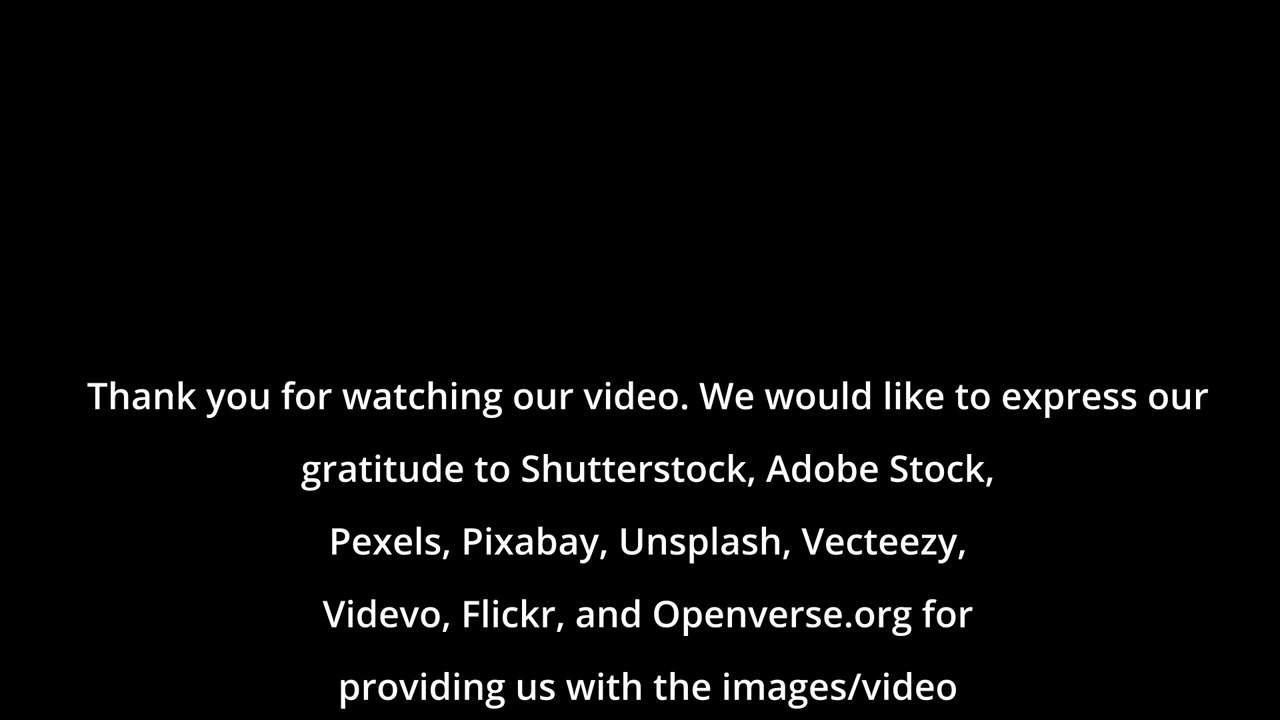 Thank you for watching our video. We would like to express our
gratitude to Shutterstock, Adobe Stock,
Pexels, Pixabay, Unsplash, Vecteezy,
Videvo, Flickr, and Openverse.org for
providing us with the images/video